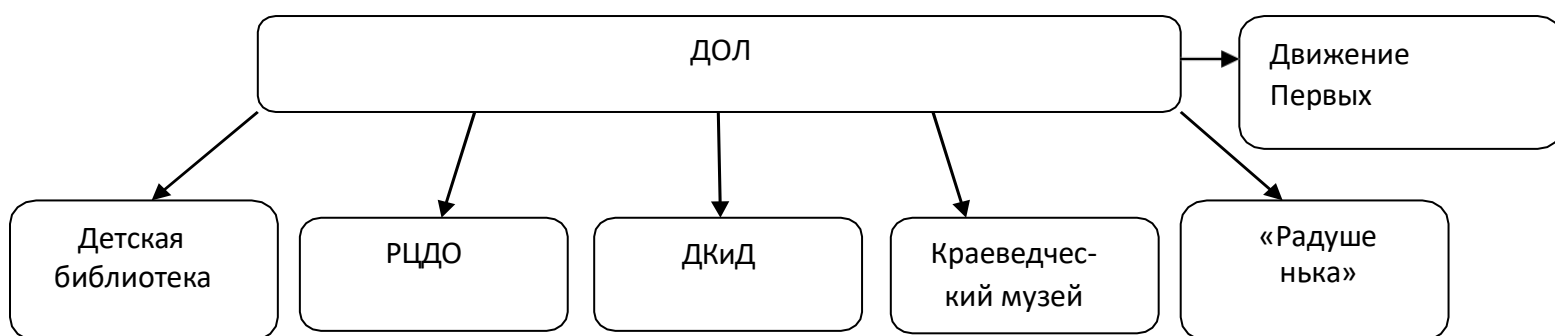 ДОЛ
Движение
Первых
Детская
библиотека
РЦДО
ДКиД
Краеведчес-
кий музей
«Радуше
нька»